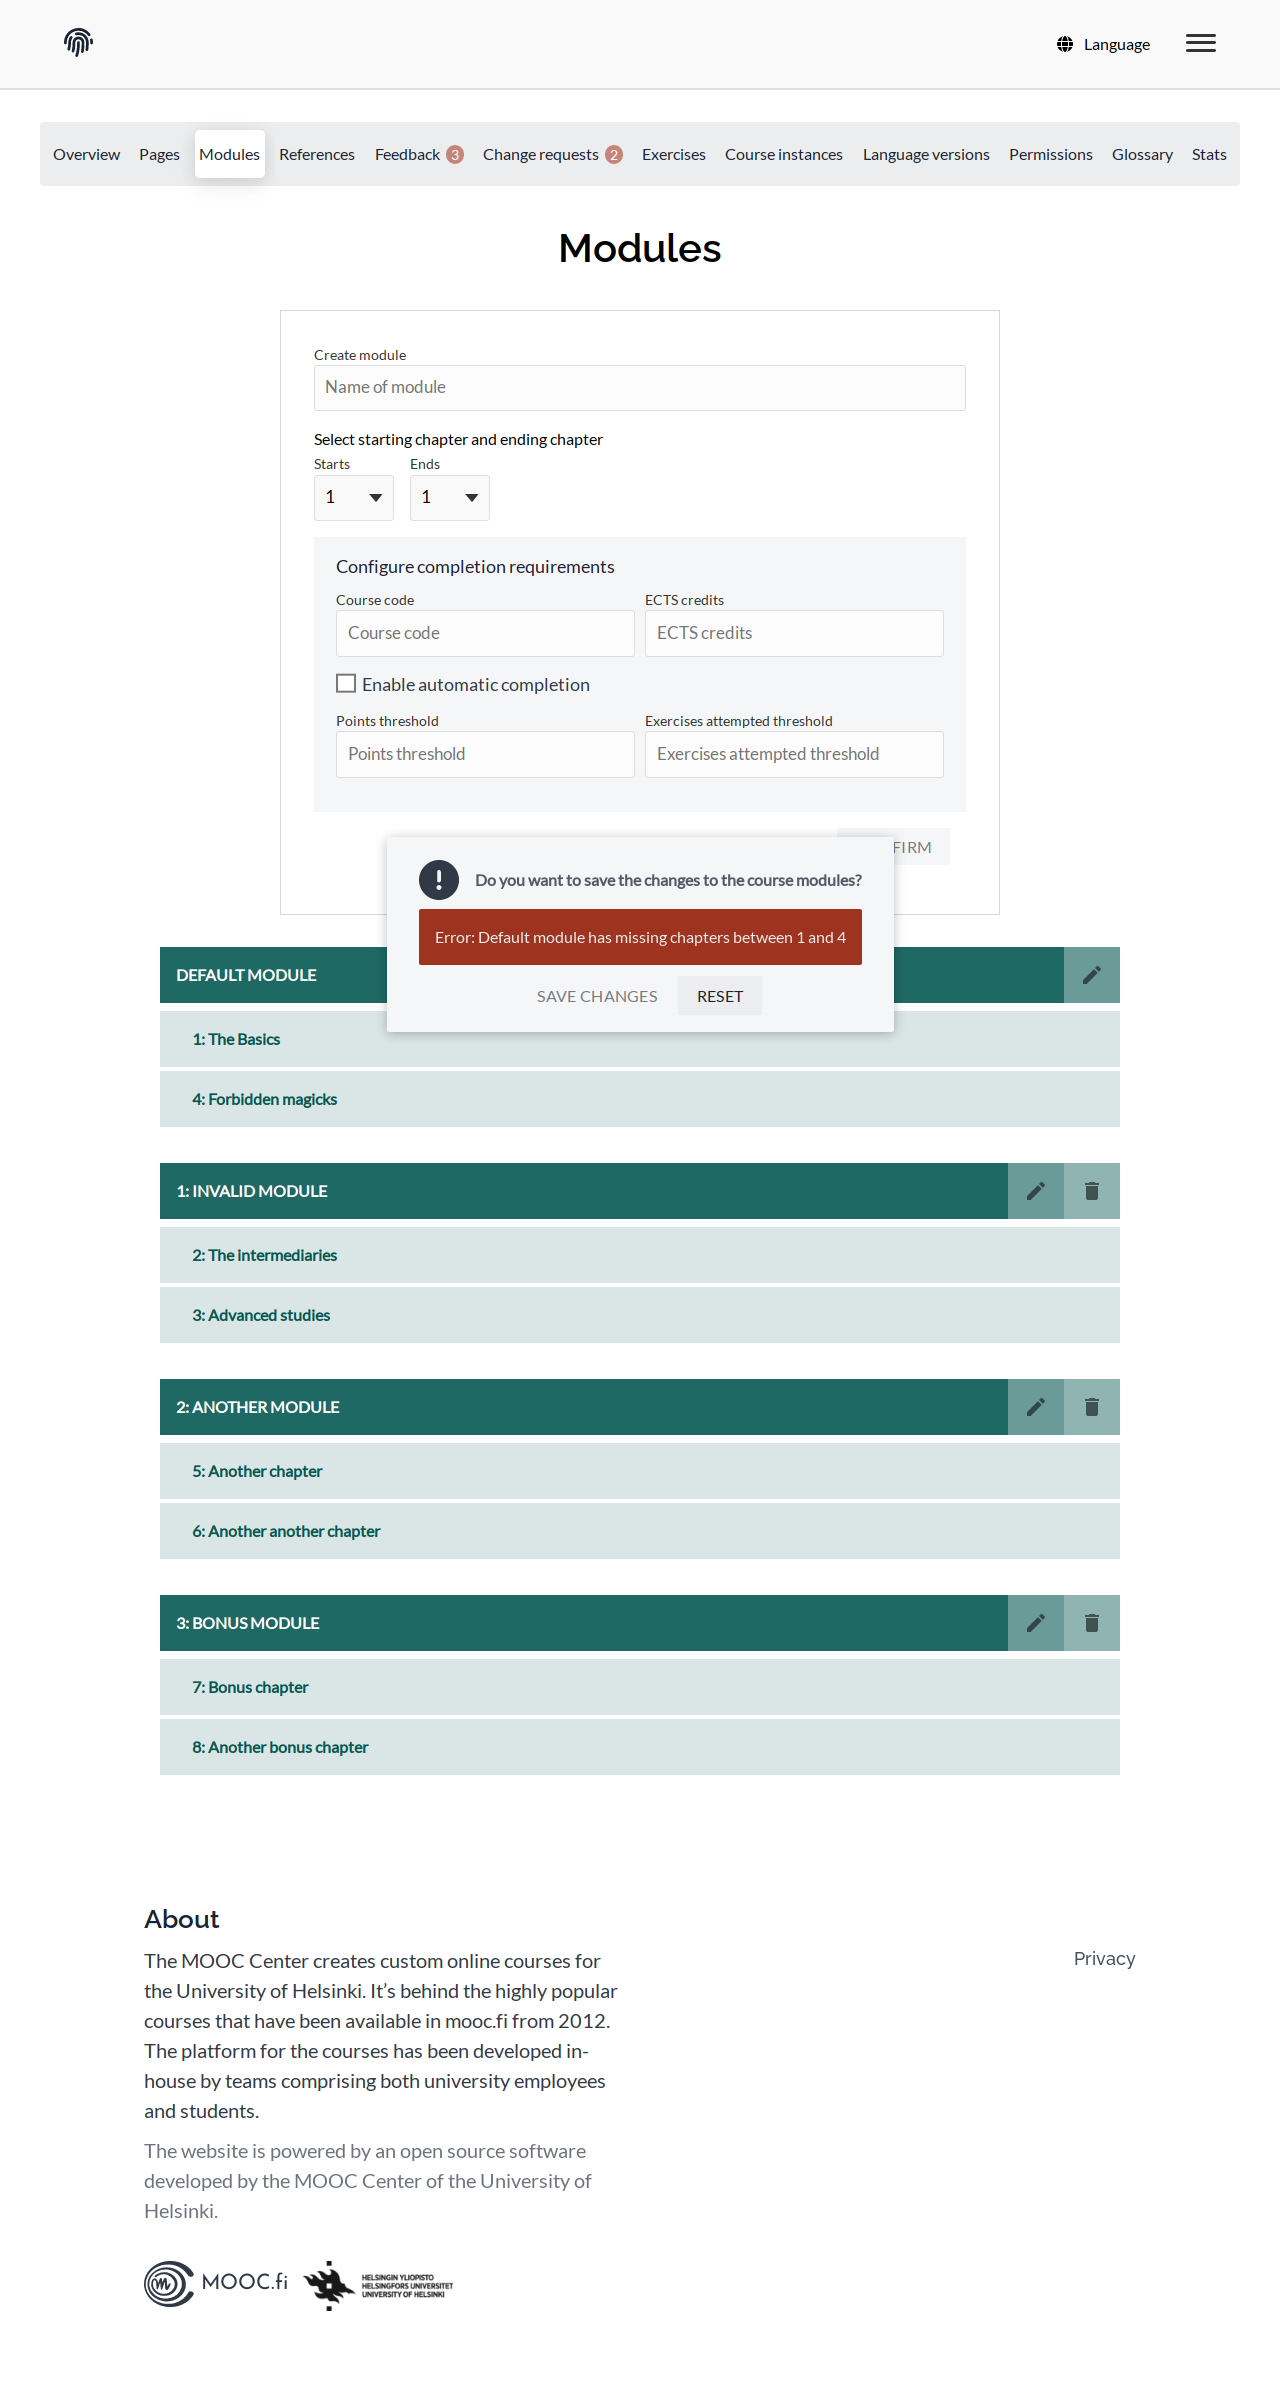 Language
Overview Pages Modules References Feedback 3 Change requests 2 Exercises Course instances Language versions Permissions Glossary Stats
Modules
Create module
Name of module
Select starting chapter and ending chapter
Starts Ends
1 1
Configure completion requirements
Course code ECTS credits
Course code ECTS credits
Enable automatic completion
Points threshold Exercises attempted threshold
Points threshold Exercises attempted threshold
Do you want to save the changes to the course modules?
Error: Default module has missing chapters between 1 and 4
SAVE CHANGES RESET
DEFAULT MODULE
1: The Basics
4: Forbidden magicks
1: INVALID MODULE
2: The intermediaries
3: Advanced studies
2: ANOTHER MODULE
5: Another chapter
6: Another another chapter
3: BONUS MODULE
7: Bonus chapter
8: Another bonus chapter
About
The MOOC Center creates custom online courses for
the University of Helsinki. It’s behind the highly popular
courses that have been available in mooc.fi from 2012.
The platform for the courses has been developed in-
house by teams comprising both university employees
and students.
The website is powered by an open source software
developed by the MOOC Center of the University of
Helsinki.
Privacy
MOOC.fi
HELSINGIN YLIOPISTO
HELSINGFORS UNIVERSITET
UNIVERSITY OF HELSINKI